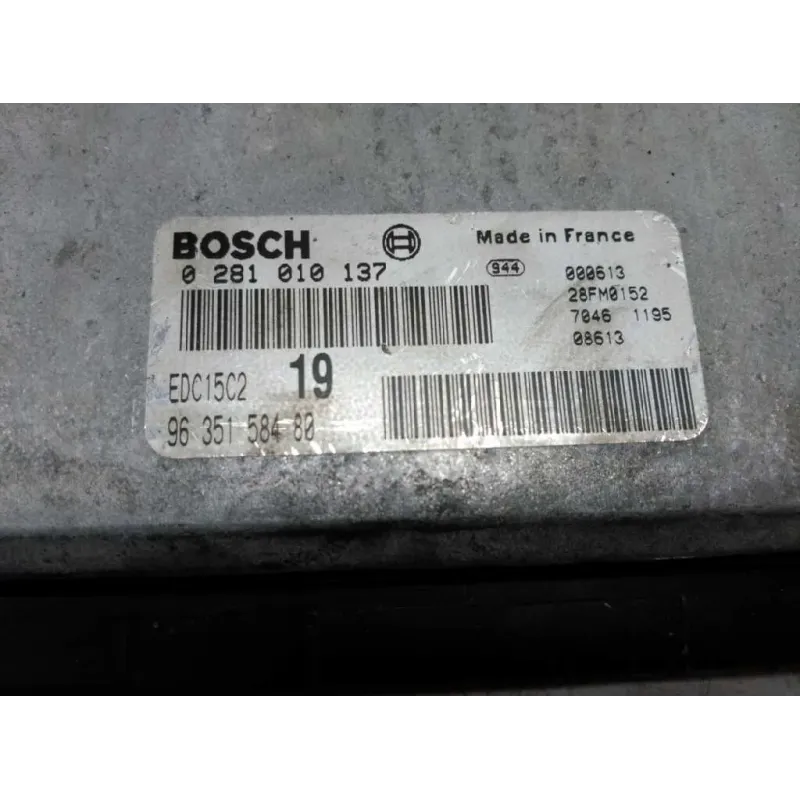 BOSCH
Made in France
0 281 010 137
944
000613
28FM0152
7046 1195
08613
EDC15C2
19
96 351 584 80